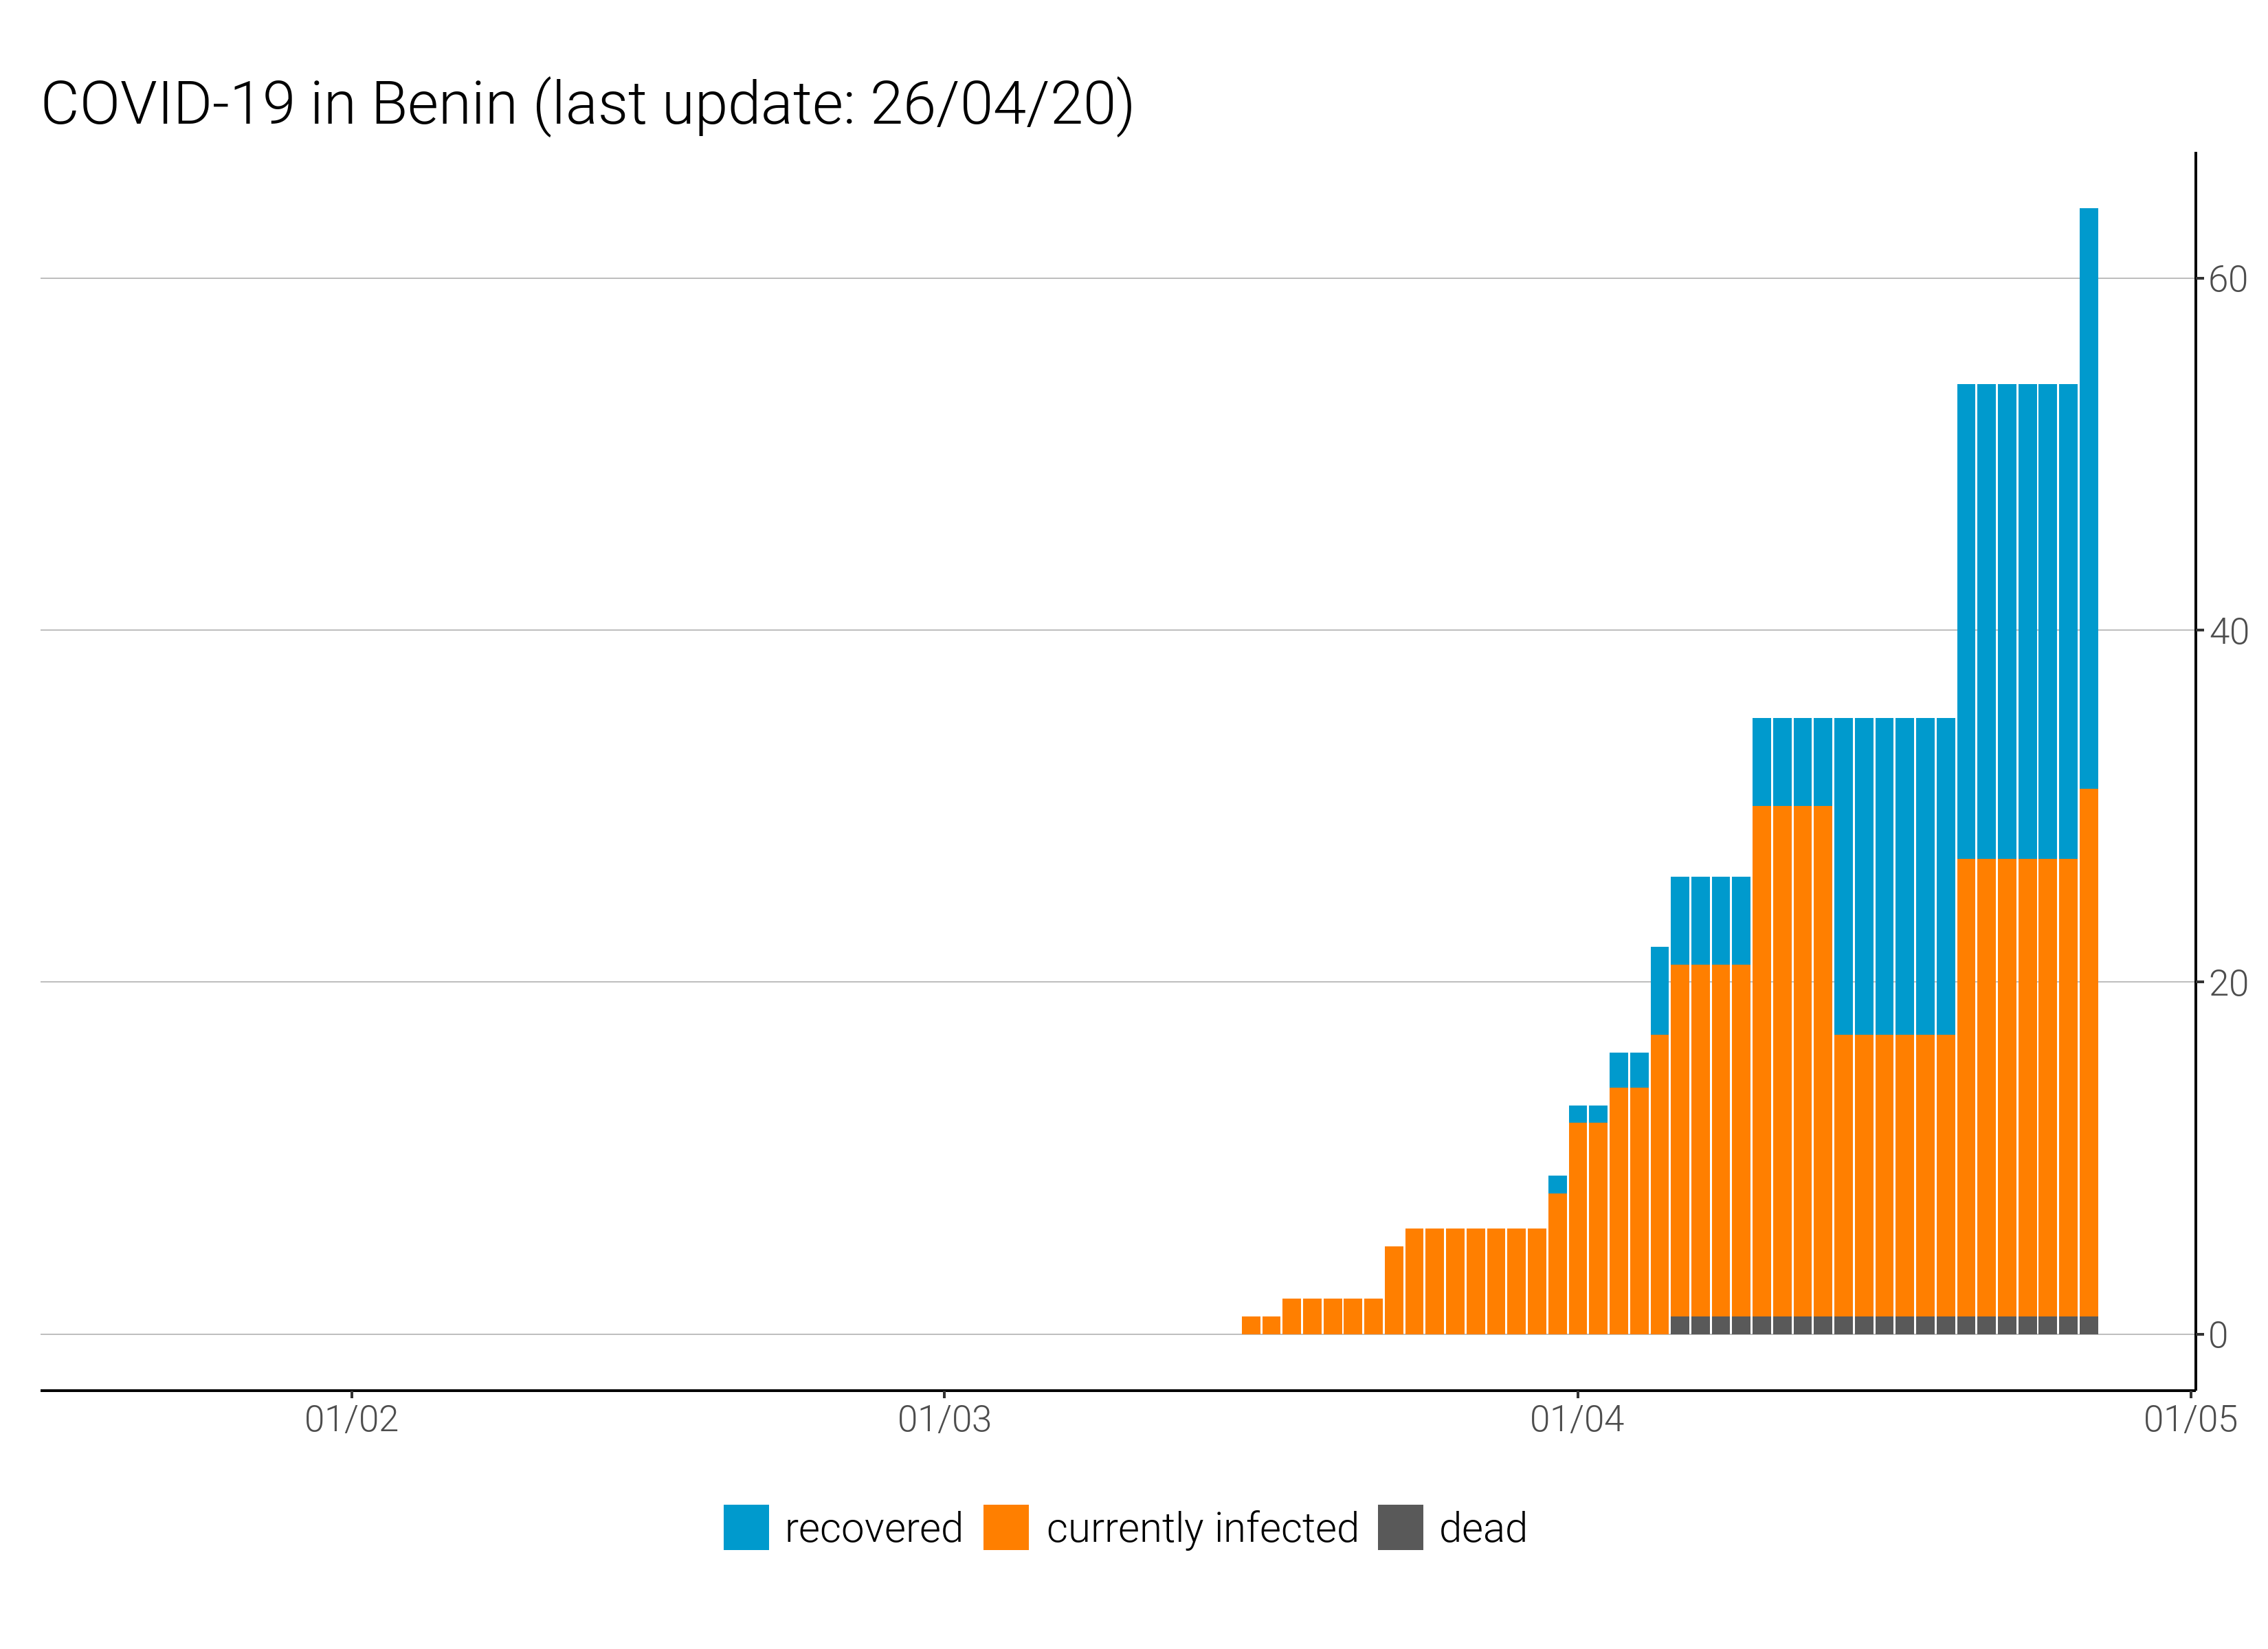 COVID-19 in Benin (last update: 26/04/20)
60
40
20
0
01/02 01/03 01/04 01/05
recovered currently infected dead